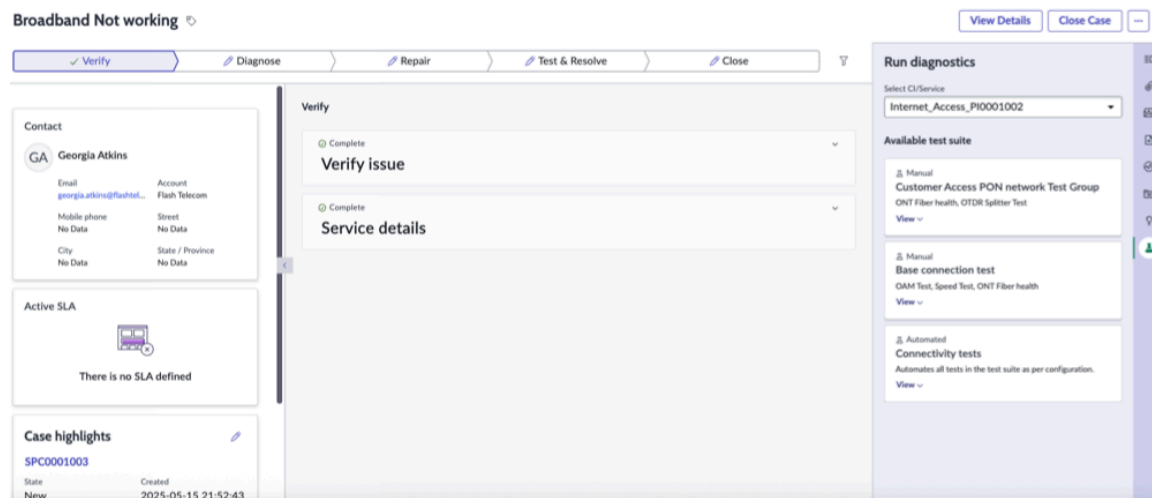 Broadband Not working
View Details
Close Case
Verify
Diagnose
Repair
Test & Resolve
Close
Contact
GA
Georgia Atkins
Email
georgia.atkins@flashtel...
Account
Flash Telecom
Mobile phone
No Data
Street
No Data
City
No Data
State / Province
No Data
Active SLA
There is no SLA defined
Case highlights
SPC0001003
State
New
Created
2025-05-15 21:52:43
Verify
Complete
Verify issue
Complete
Service details
Run diagnostics
Select CI/Service
Internet_Access_PI0001002
Available test suite
Manual
Customer Access PON network Test Group
ONT Fiber health, OTDR Splitter Test
View
Manual
Base connection test
OAM Test, Speed Test, ONT Fiber health
View
Automated
Connectivity tests
Automates all tests in the test suite as per configuration.
View